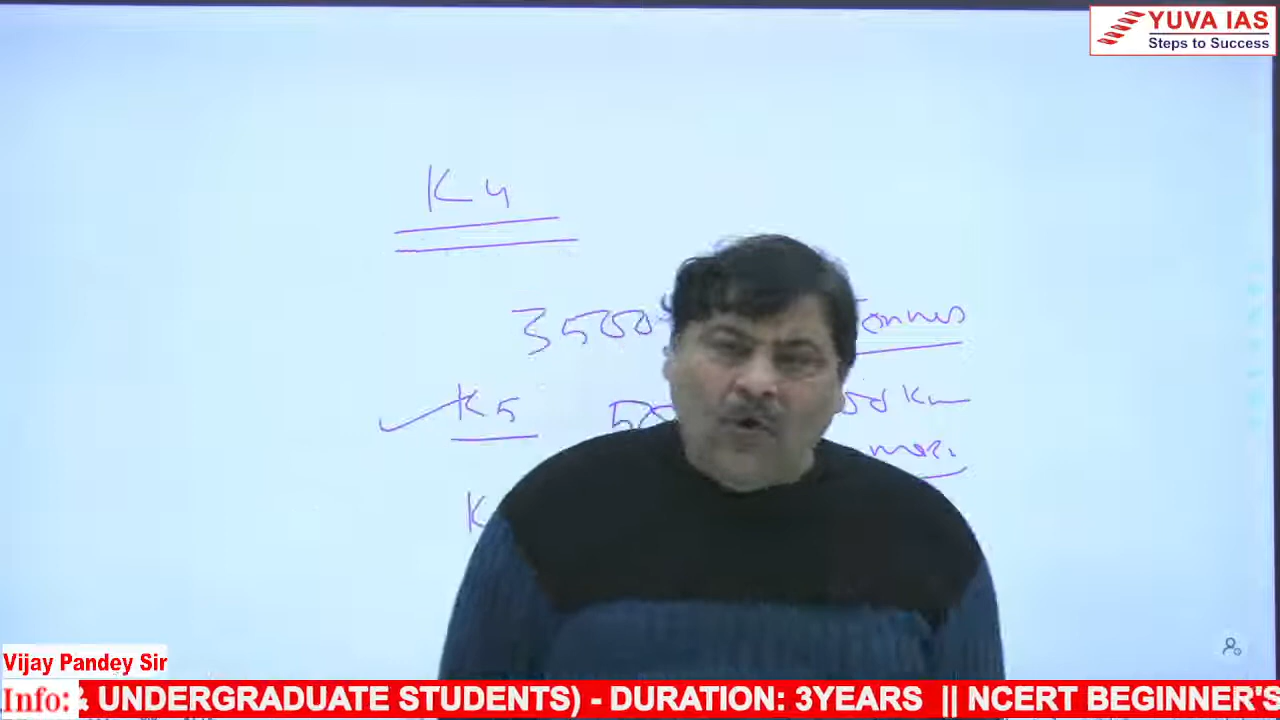 YUVA IAS
Steps to Success
K4
3500
Tonnes
K5
Km
K
Vijay Pandey Sir
Info: & UNDERGRADUATE STUDENTS) - DURATION: 3YEARS || NCERT BEGINNER'S